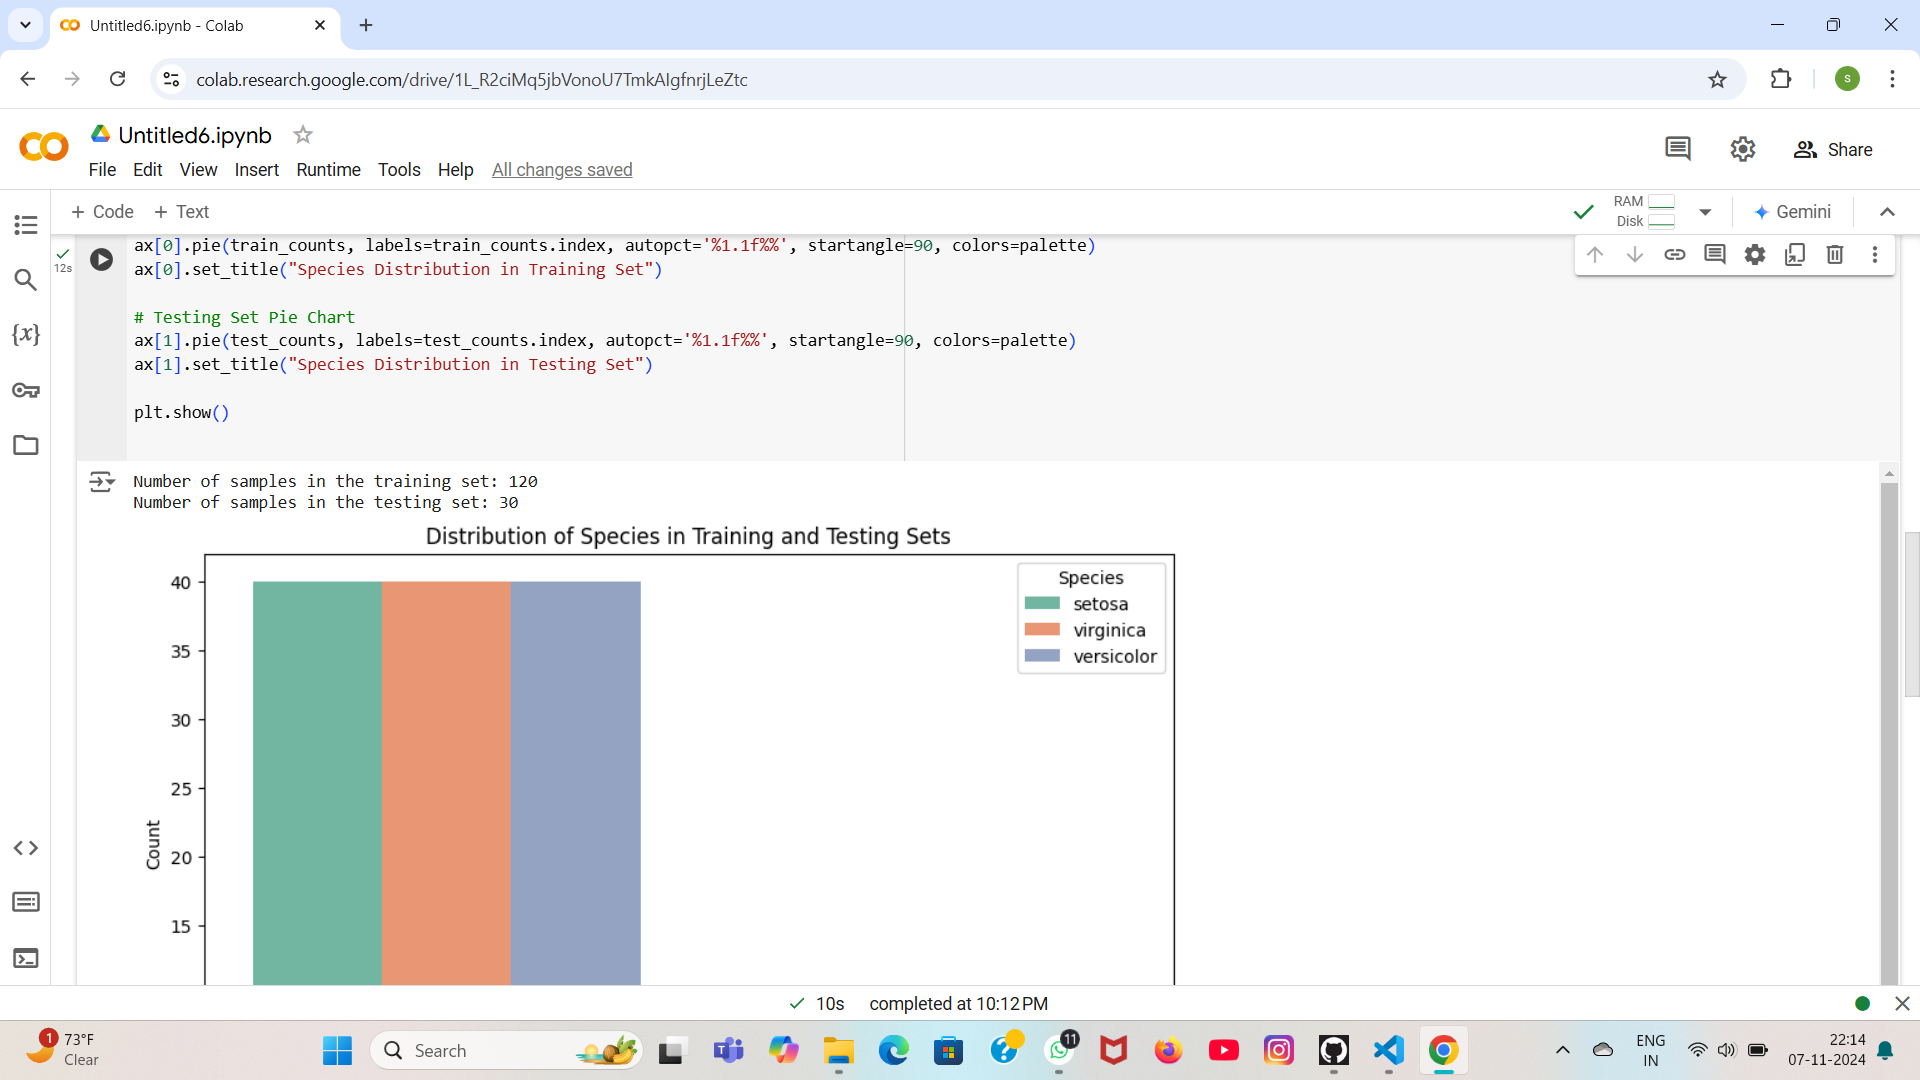 Untitled6.ipynb - Colab
colab.research.google.com/drive/1L_R2ciMq5jbVonoU7TmkAIgfnrjLeZtc
S
CO
Untitled6.ipynb
File Edit View Insert Runtime Tools Help All changes saved
Share
+ Code + Text
RAM
Disk
Gemini
12s
ax[0].pie(train_counts, labels=train_counts.index, autopct='%1.1f%%', startangle=90, colors=palette)
ax[0].set_title("Species Distribution in Training Set")
# Testing Set Pie Chart
ax[1].pie(test_counts, labels=test_counts.index, autopct='%1.1f%%', startangle=90, colors=palette)
ax[1].set_title("Species Distribution in Testing Set")
plt.show()
{x}
Number of samples in the training set: 120
Number of samples in the testing set: 30
Distribution of Species in Training and Testing Sets
Species
setosa
virginica
versicolor
40
35
30
25
20
15
Count
10s completed at 10:12 PM
1
73°F
Clear
Search
11
ENG
IN
22:14
07-11-2024